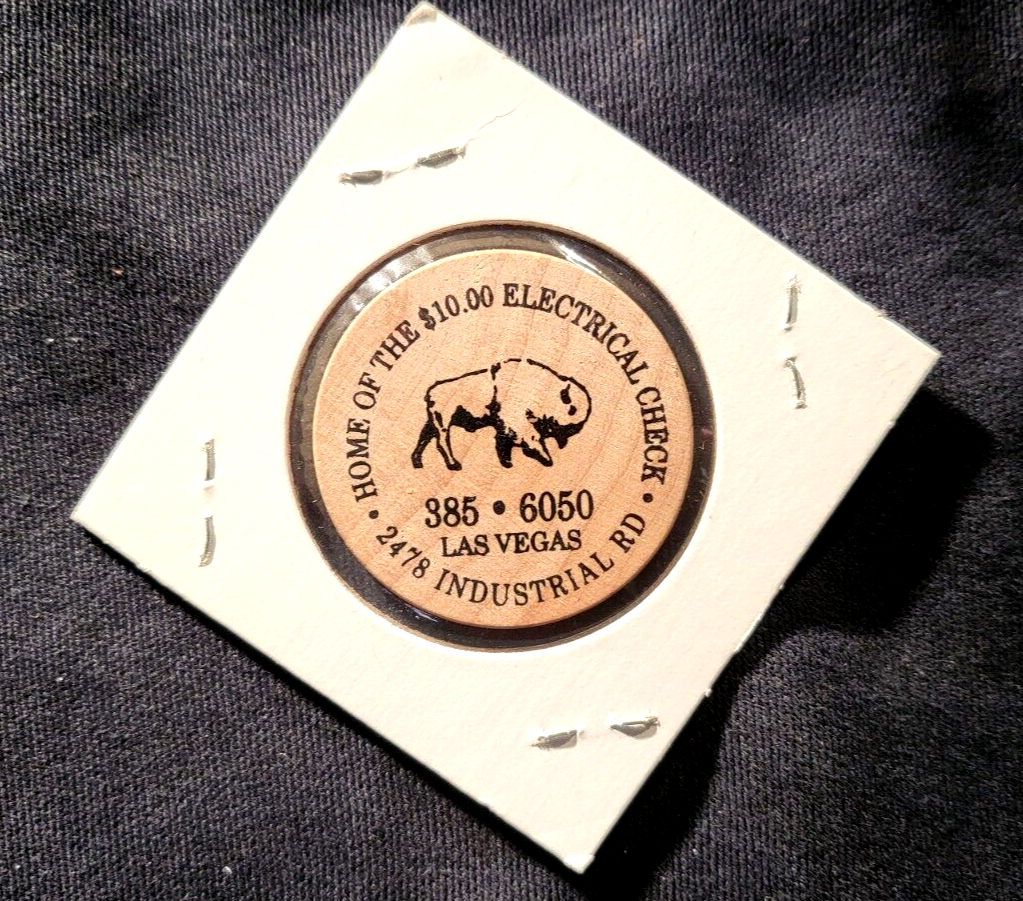 HOME OF THE $10.00 ELECTRICAL CHECK
385 • 6050
LAS VEGAS
• 2478 INDUSTRIAL RD •